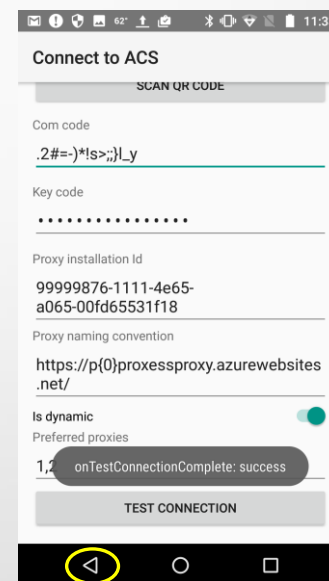 62° 11:3
Connect to ACS
SCAN QR CODE
Com code
.2#=-)*!s>;;}l_y
Key code
••••••••••••••••
Proxy installation Id
99999876-1111-4e65-
a065-00fd65531f18
Proxy naming convention
https://p{0}proxessproxy.azurewebsites
.net/
Is dynamic
Preferred proxies
1,2
onTestConnectionComplete: success
TEST CONNECTION